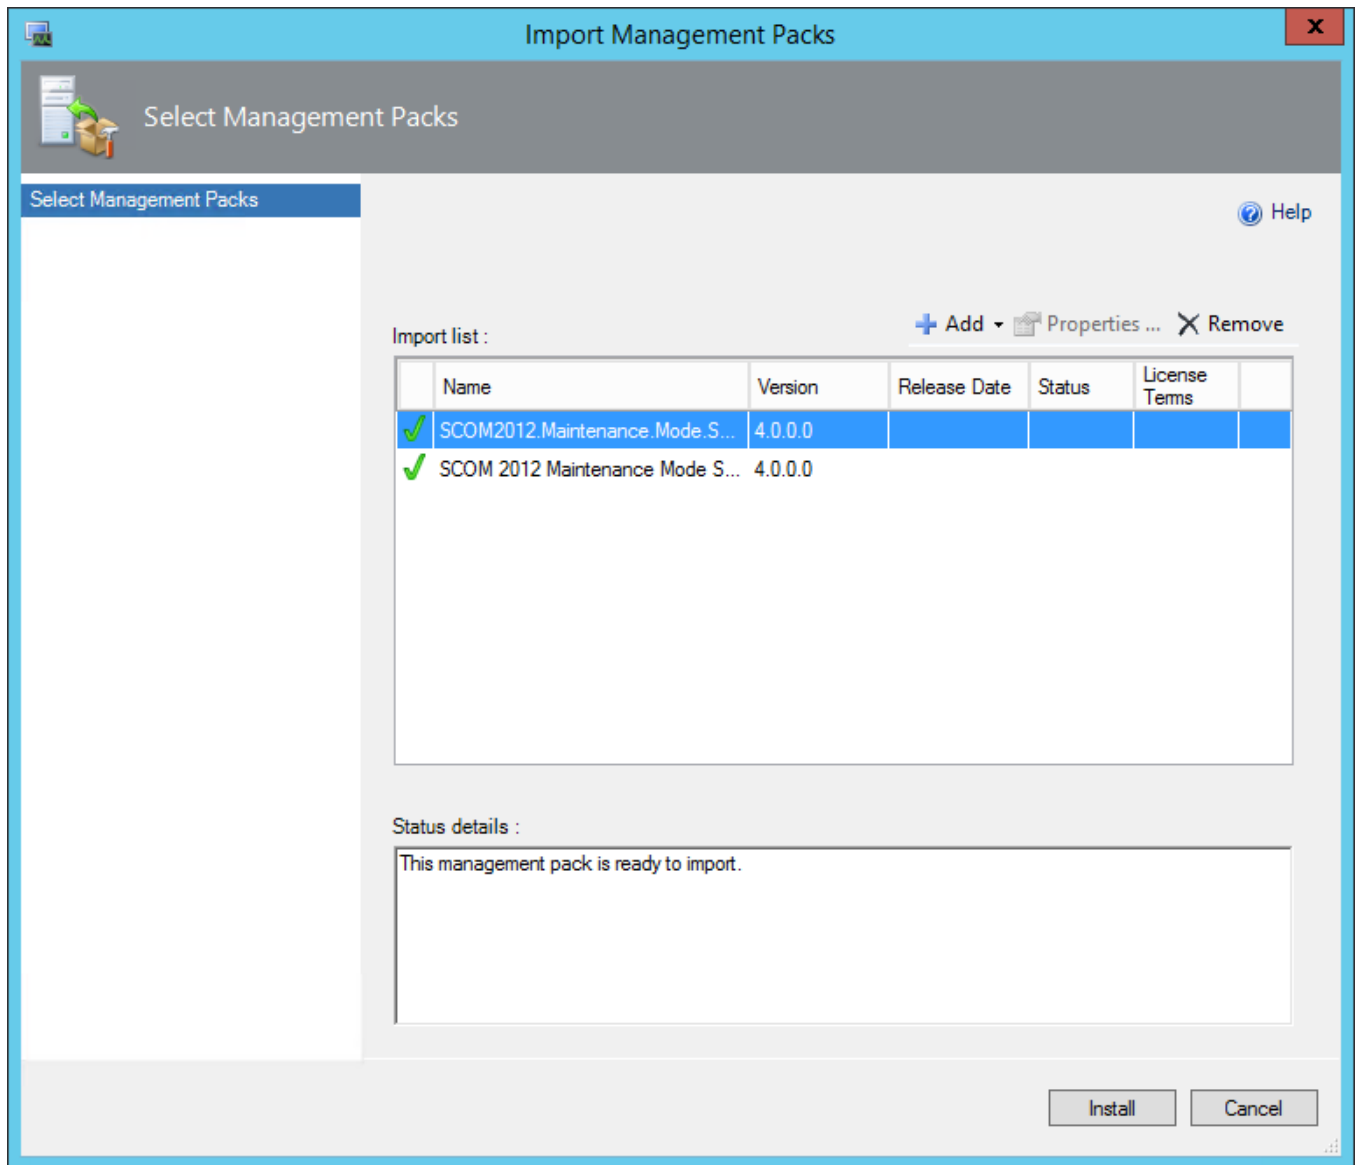 Import Management Packs
x
Select Management Packs
Select Management Packs
Help
Import list :
Add Properties ... Remove
Name Version Release Date Status License Terms
SCOM2012.Maintenance.Mode.S... 4.0.0.0
SCOM 2012 Maintenance Mode S... 4.0.0.0
Status details :
This management pack is ready to import.
Install Cancel